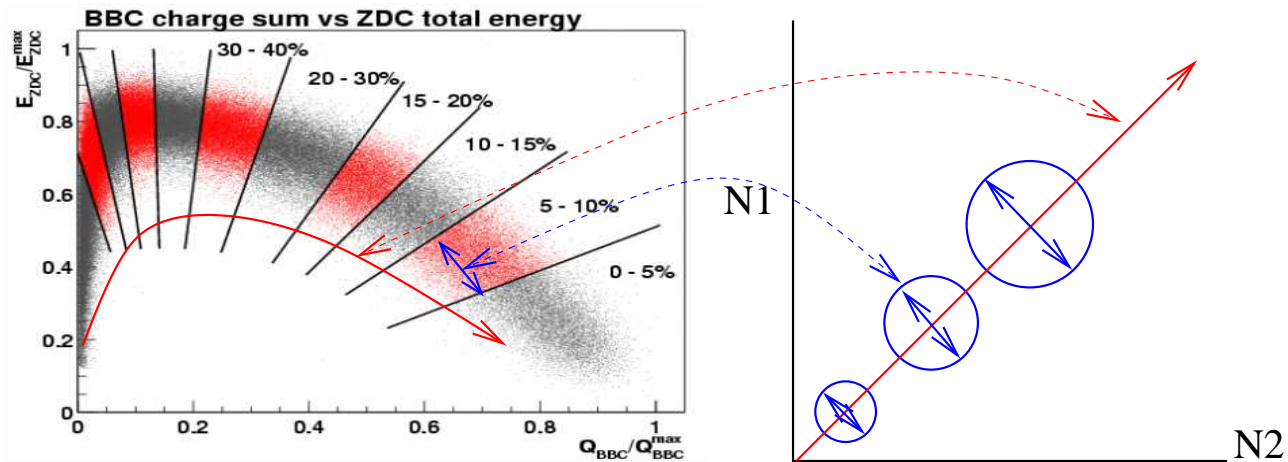 BBC charge sum vs ZDC total energy
E_ZDC/E_ZDC^max
1
0.8
0.6
0.4
0.2
0
30 - 40%
20 - 30%
15 - 20%
10 - 15%
5 - 10%
0 - 5%
0 0.2 0.4 0.6 0.8 1
Q_BBC/Q_BBC^max
N1
N2